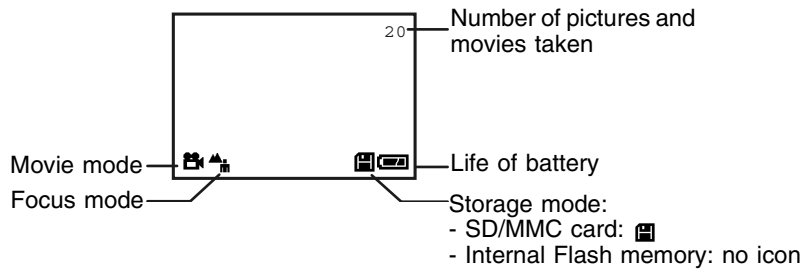 20
Number of pictures and
movies taken
Movie mode
Life of battery
Focus mode
Storage mode:
- SD/MMC card:
- Internal Flash memory: no icon